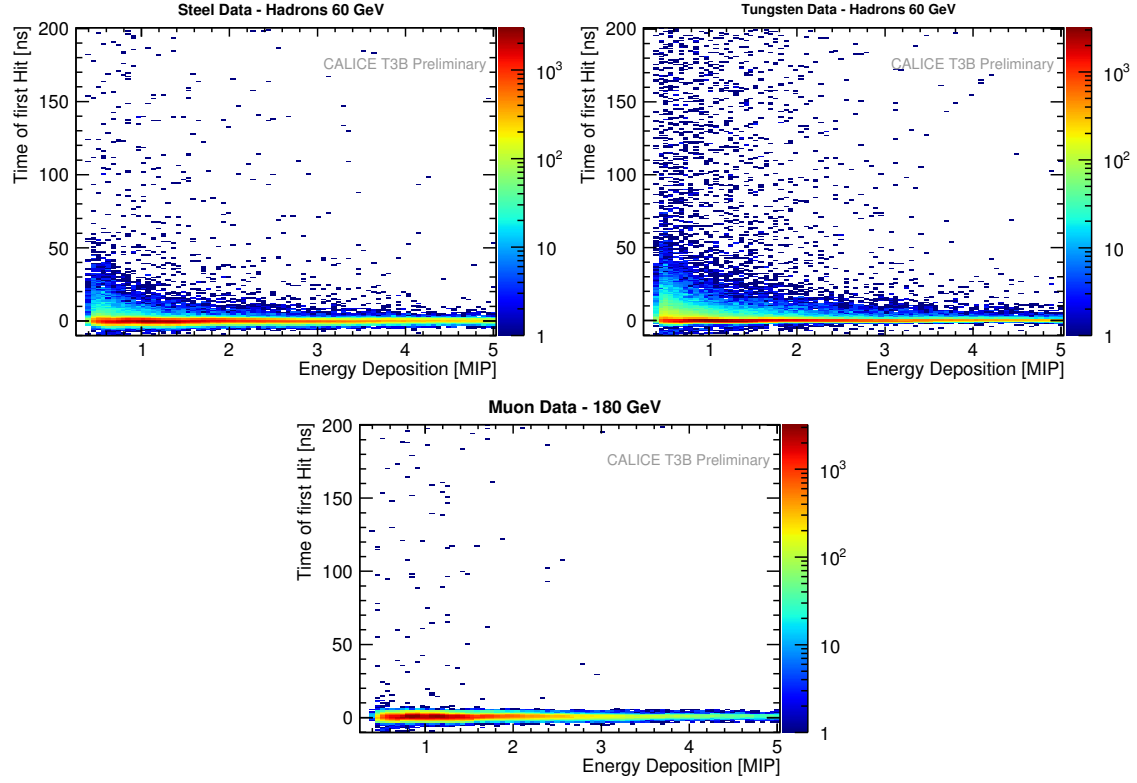 Steel Data - Hadrons 60 GeV
Time of first Hit [ns]
200
150
100
50
0
CALICE T3B Preliminary
10³
10²
10
1
1 2 3 4 5
Energy Deposition [MIP]
Tungsten Data - Hadrons 60 GeV
Time of first Hit [ns]
200
150
100
50
0
CALICE T3B Preliminary
10³
10²
10
1
1 2 3 4 5
Energy Deposition [MIP]
Muon Data - 180 GeV
Time of first Hit [ns]
200
150
100
50
0
CALICE T3B Preliminary
10³
10²
10
1
1 2 3 4 5
Energy Deposition [MIP]